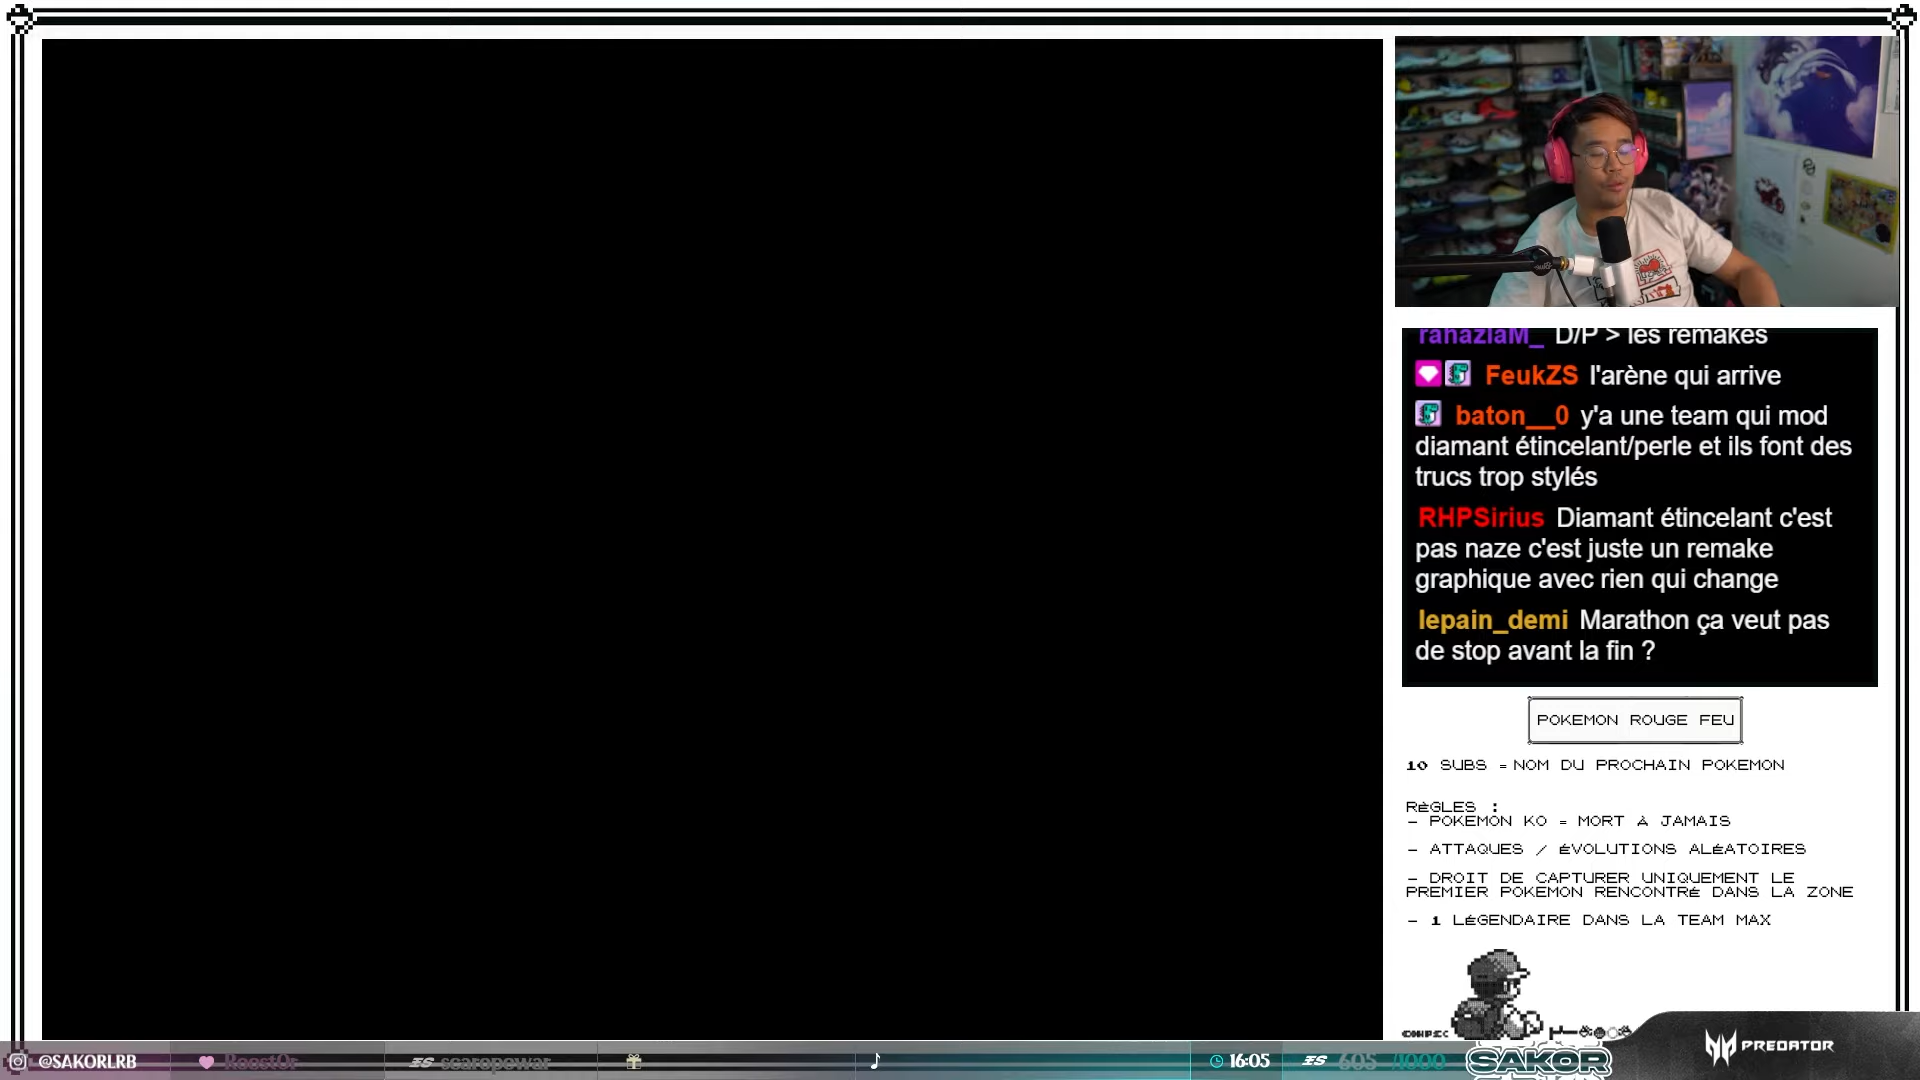 rahaziaM_ D/P > les remakes
FeukZS l'arène qui arrive
baton__0 y'a une team qui mod
diamant étincelant/perle et ils font des
trucs trop stylés
RHPSirius Diamant étincelant c'est
pas naze c'est juste un remake
graphique avec rien qui change
lepain_demi Marathon ça veut pas
de stop avant la fin ?
POKEMON ROUGE FEU
10 SUBS = NOM DU PROCHAIN POKEMON
RÈGLES :
- POKEMON KO = MORT À JAMAIS
- ATTAQUES / ÉVOLUTIONS ALÉATOIRES
- DROIT DE CAPTURER UNIQUEMENT LE
PREMIER POKEMON RENCONTRÉ DANS LA ZONE
- 1 LÉGENDAIRE DANS LA TEAM MAX
@SAKORLRB
16:05
605 /1000
SAKOR
PREDATOR